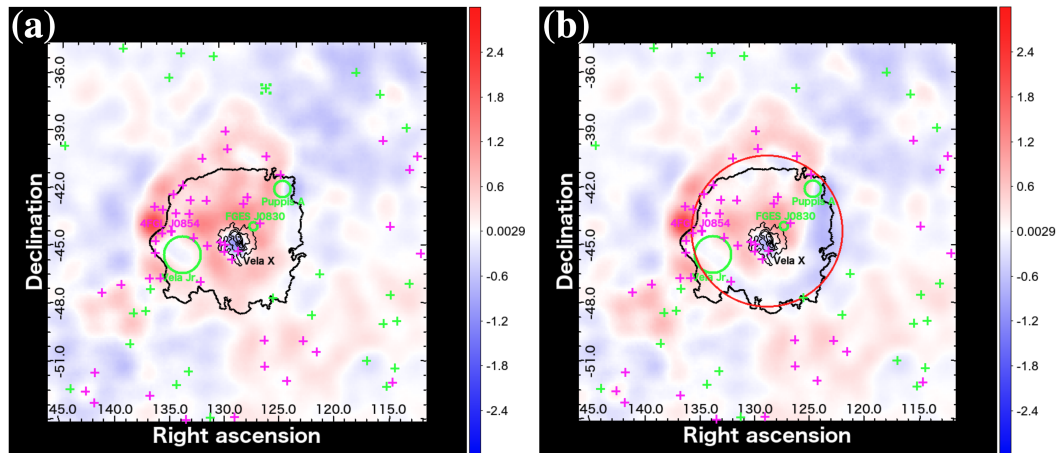 (a)
(b)
Declination
-36.0
-39.0
-42.0
-45.0
-48.0
-51.0
Puppis A
FGES J0830
4FGL J0854
Vela X
Vela Jr
45.0 140.0 135.0 130.0 125.0 120.0 115.0
Right ascension
2.4
1.8
1.2
0.6
0.0029
-0.6
-1.2
-1.8
-2.4
Declination
-36.0
-39.0
-42.0
-45.0
-48.0
-51.0
Puppis A
FGES J0830
4FGL J0854
Vela X
Vela Jr
45.0 140.0 135.0 130.0 125.0 120.0 115.0
Right ascension
2.4
1.8
1.2
0.6
0.0029
-0.6
-1.2
-1.8
-2.4